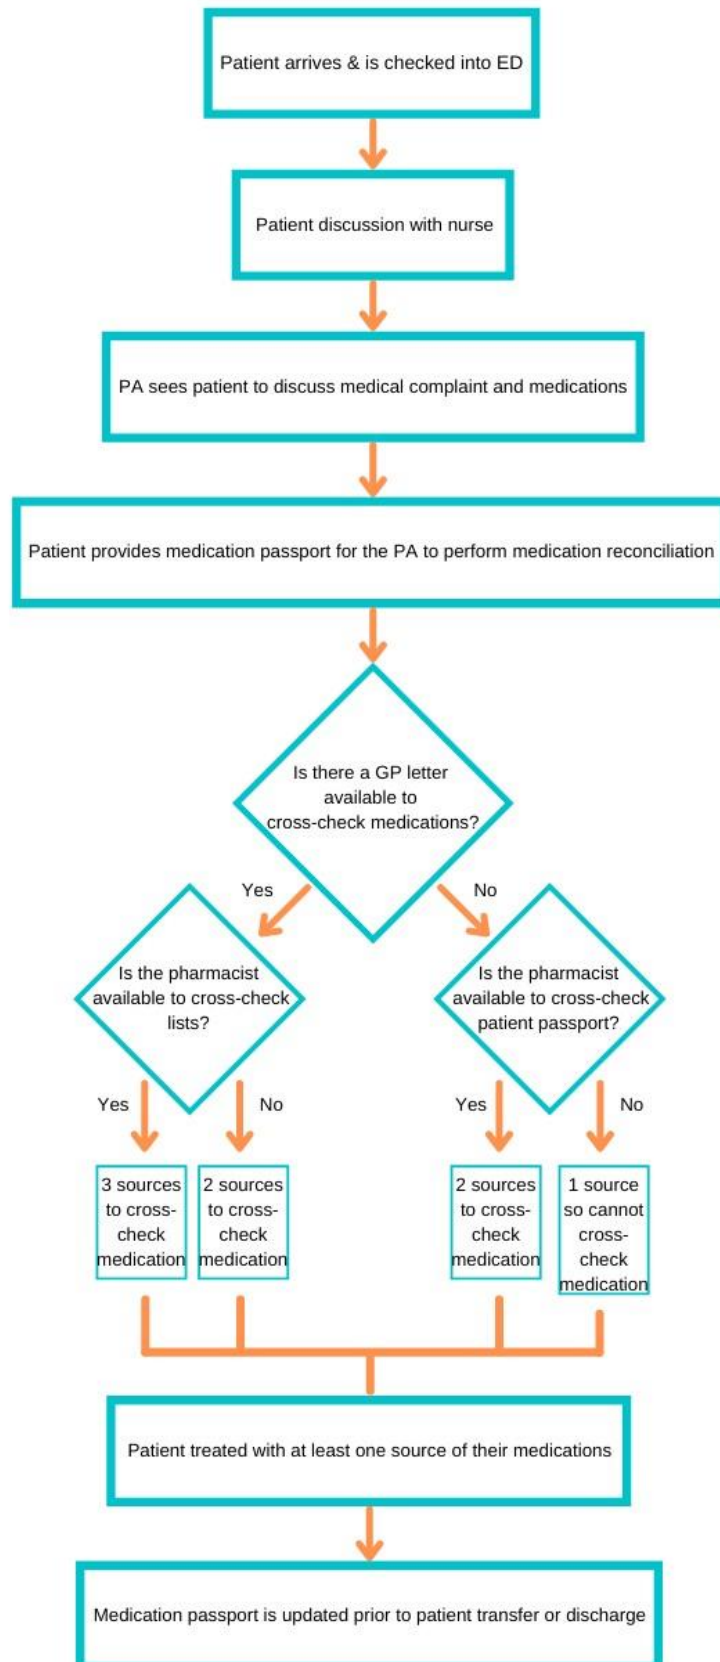 Patient arrives & is checked into ED
Patient discussion with nurse
PA sees patient to discuss medical complaint and medications
Patient provides medication passport for the PA to perform medication reconciliation
Is there a GP letter
available to
cross-check medications?
Yes
No
Is the pharmacist
available to cross-check
lists?
Is the pharmacist
available to cross-check
patient passport?
Yes
No
Yes
No
3 sources
to cross-
check
medication
2 sources
to cross-
check
medication
2 sources
to cross-
check
medication
1 source
so cannot
cross-
check
medication
Patient treated with at least one source of their medications
Medication passport is updated prior to patient transfer or discharge